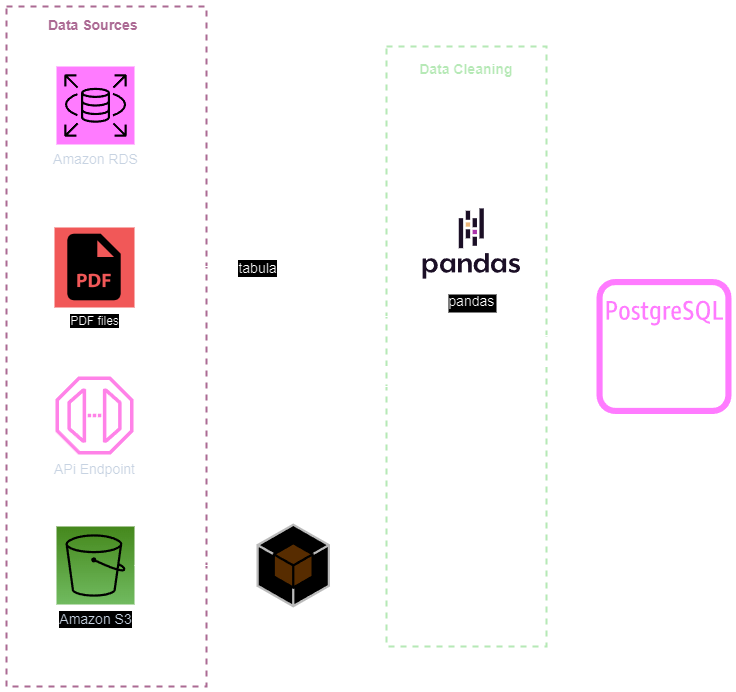 Data Sources
Data Cleaning
Amazon RDS
PDF
PDF files
tabula
pandas
pandas
PostgreSQL
APi Endpoint
Amazon S3